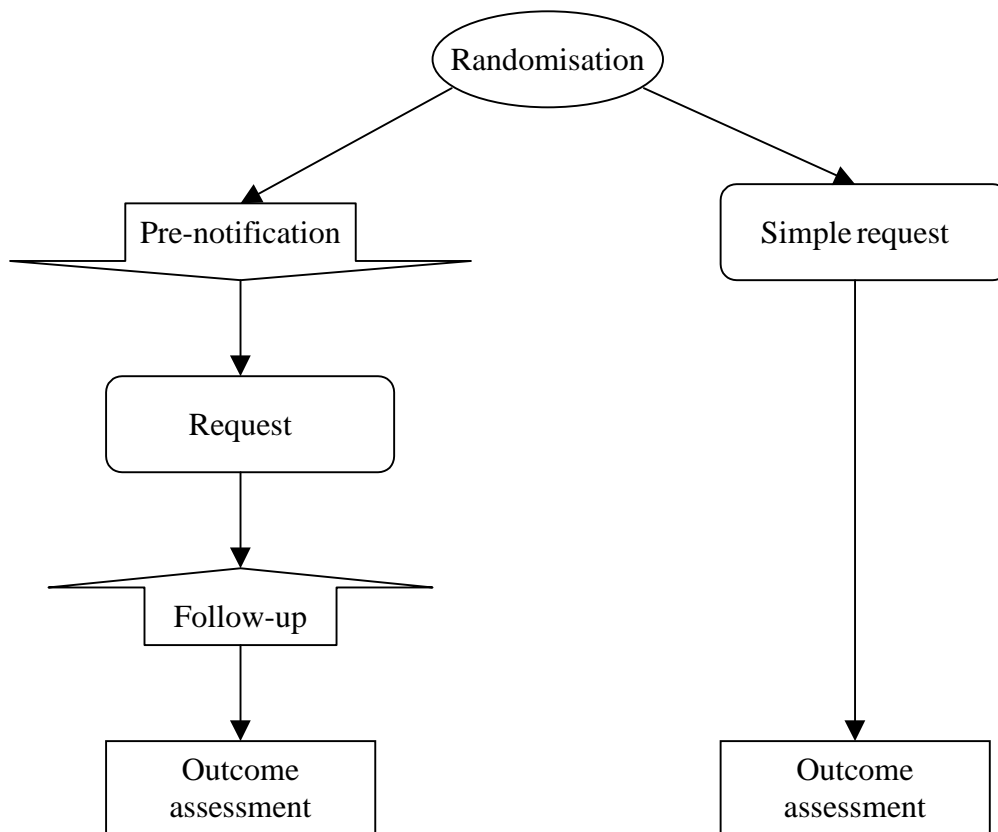 Randomisation
Pre-notification
Simple request
Request
Follow-up
Outcome
assessment
Outcome
assessment